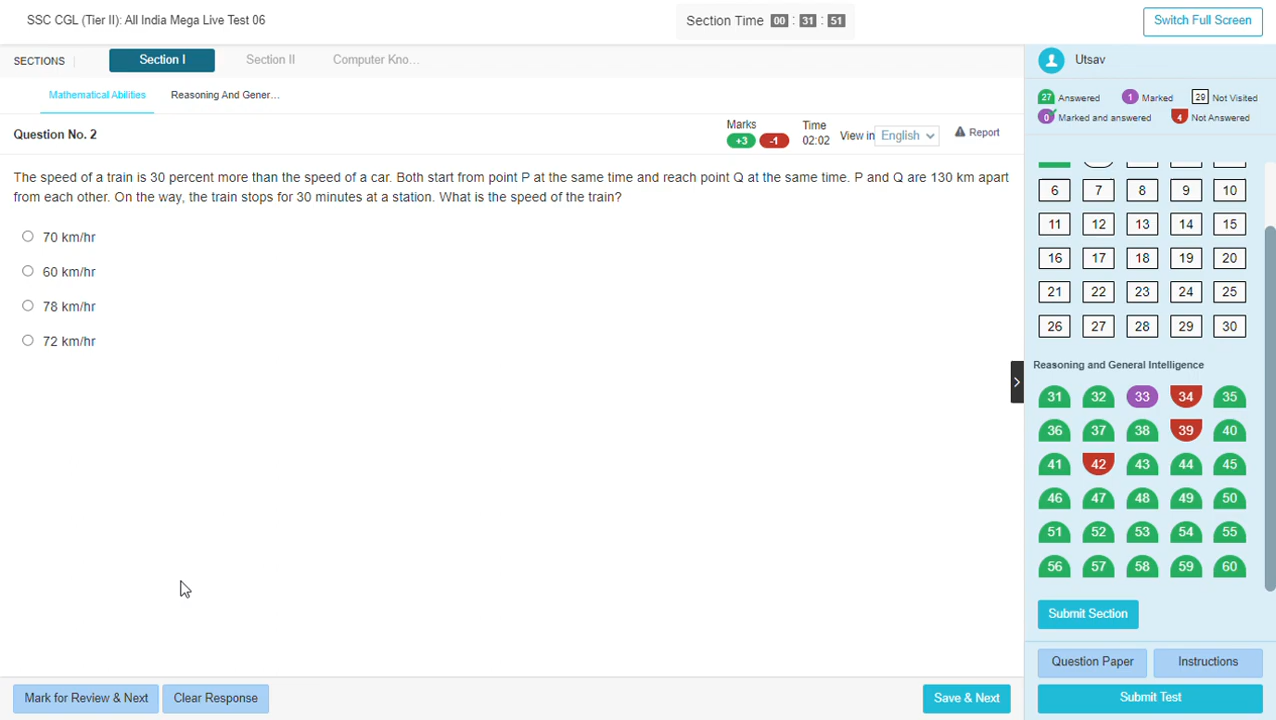 SSC CGL (Tier II): All India Mega Live Test 06
Section Time 00 : 31 : 51
Switch Full Screen
SECTIONS
Section I
Section II
Computer Kno...
Utsav
Mathematical Abilities
Reasoning And Gener...
27 Answered
1 Marked
29 Not Visited
0 Marked and answered
4 Not Answered
Question No. 2
Marks
+3 -1
Time
02:02
View in English
Report
The speed of a train is 30 percent more than the speed of a car. Both start from point P at the same time and reach point Q at the same time. P and Q are 130 km apart
from each other. On the way, the train stops for 30 minutes at a station. What is the speed of the train?
70 km/hr
60 km/hr
78 km/hr
72 km/hr
6 7 8 9 10
11 12 13 14 15
16 17 18 19 20
21 22 23 24 25
26 27 28 29 30
Reasoning and General Intelligence
31 32 33 34 35
36 37 38 39 40
41 42 43 44 45
46 47 48 49 50
51 52 53 54 55
56 57 58 59 60
Submit Section
Question Paper
Instructions
Mark for Review & Next
Clear Response
Save & Next
Submit Test